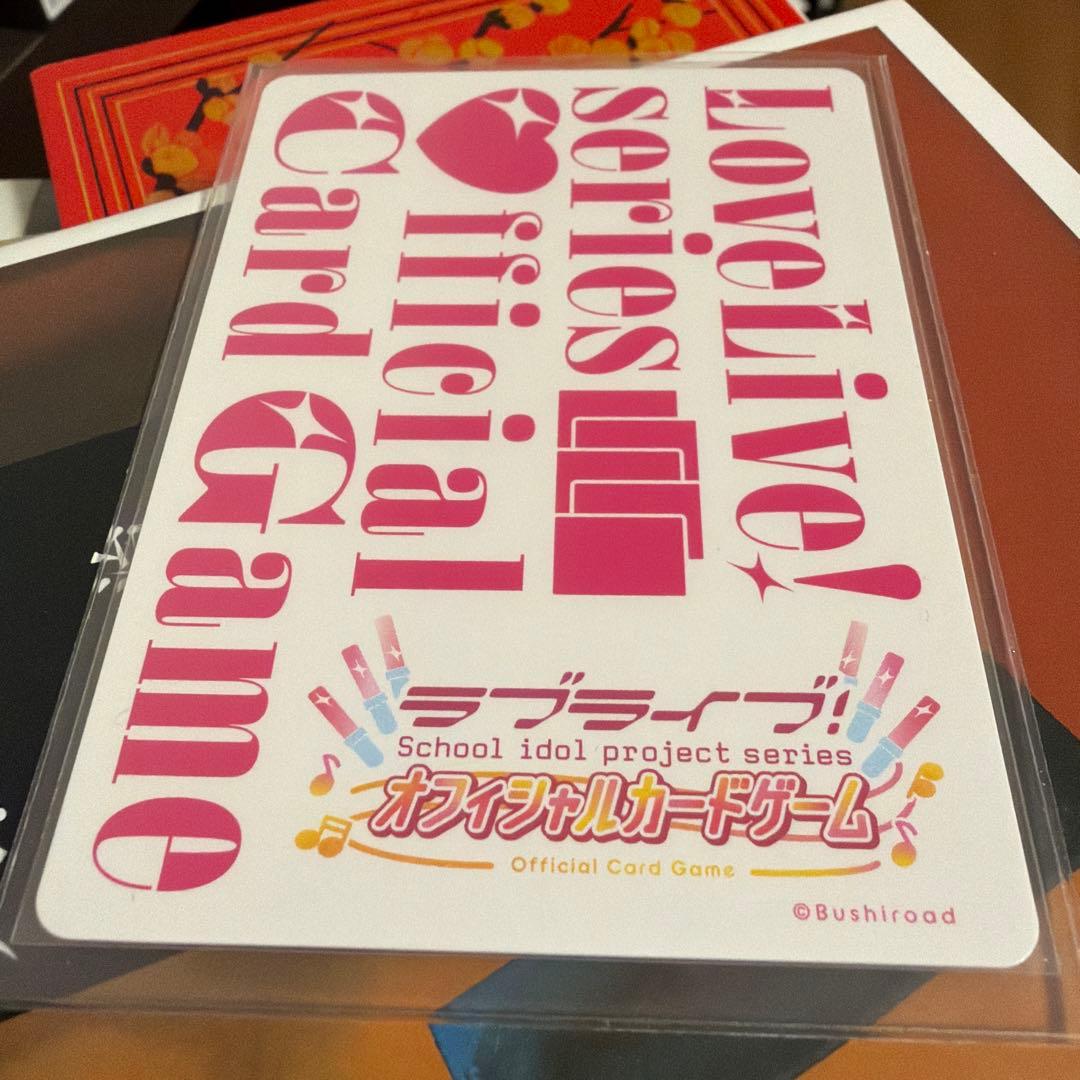 LoveLive!
series
♥fficial
Card Game
ラブライブ!
School idol project series
オフィシャルカードゲーム
Official Card Game
©Bushiroad